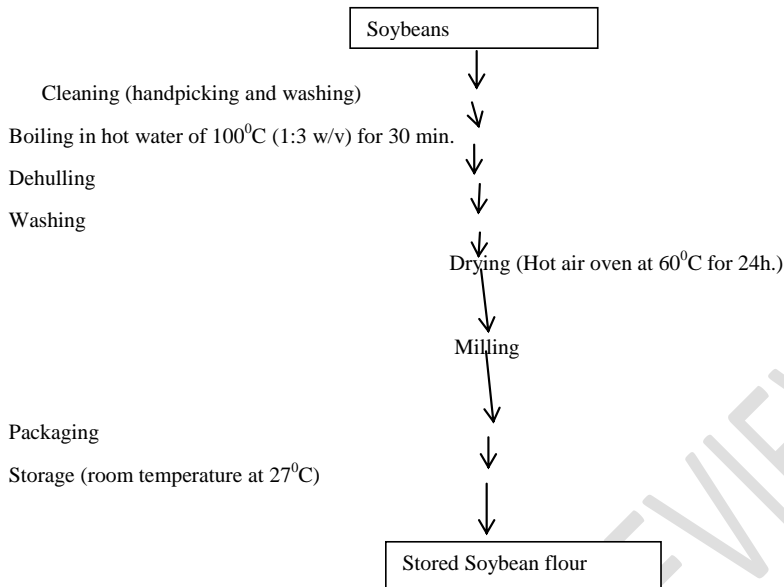 Soybeans
Cleaning (handpicking and washing)
Boiling in hot water of 100⁰C (1:3 w/v) for 30 min.
Dehulling
Washing
Drying (Hot air oven at 60⁰C for 24h.)
Milling
Packaging
Storage (room temperature at 27⁰C)
Stored Soybean flour